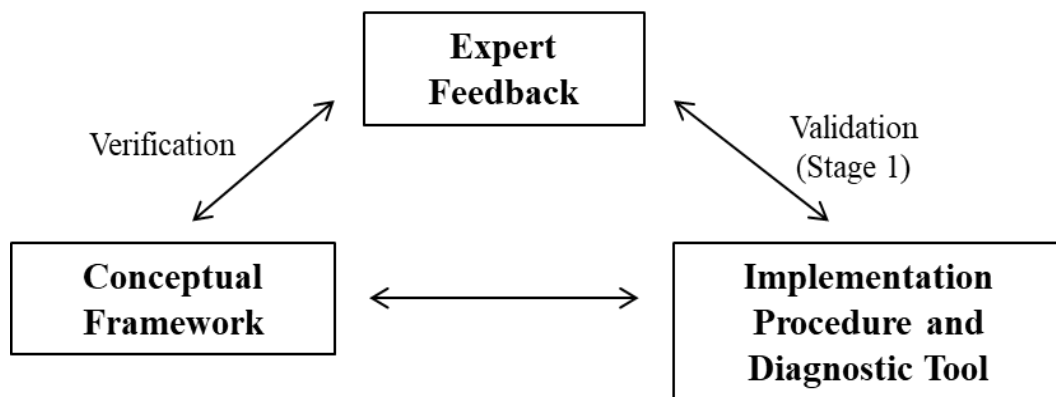 Expert
Feedback
Verification
Validation
(Stage 1)
Conceptual
Framework
Implementation
Procedure and
Diagnostic Tool